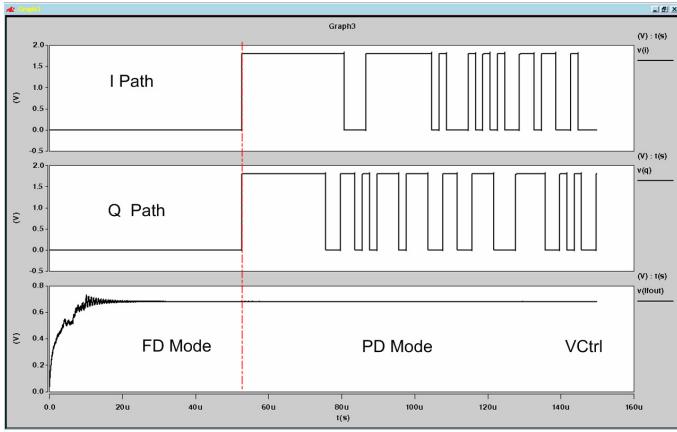 Graph3
Graph3
(V) : t(s)
v(i)
2.0
1.5
1.0
0.5
0.0
-0.5
(V)
I Path
(V) : t(s)
v(q)
2.0
1.5
1.0
0.5
0.0
-0.5
(V)
Q Path
(V) : t(s)
v(lfout)
0.8
0.6
0.4
0.2
0.0
(V)
FD Mode
PD Mode
VCtrl
0.0
20u
40u
60u
80u
100u
120u
140u
160u
t(s)